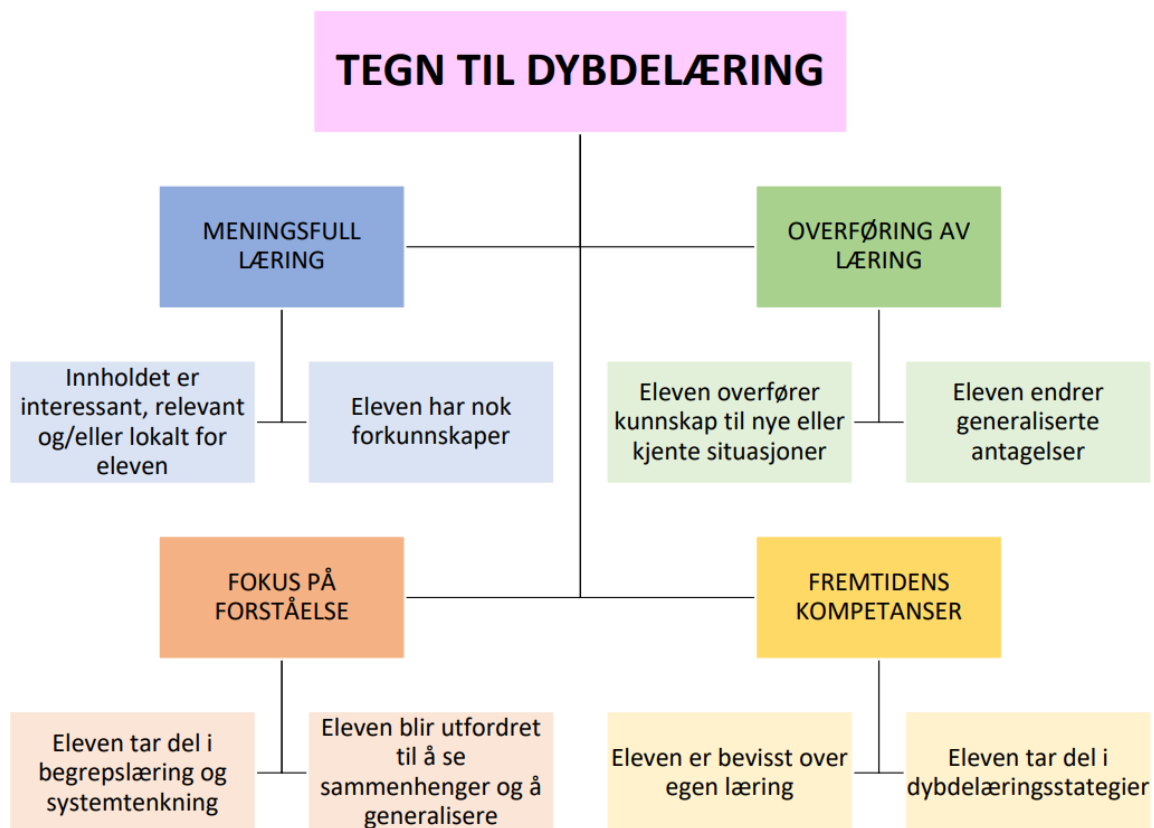 TEGN TIL DYBDELÆRING
MENINGSFULL
LÆRING
OVERFØRING AV
LÆRING
Innholdet er
interessant, relevant
og/eller lokalt for
eleven
Eleven har nok
forkunnskaper
Eleven overfører
kunnskap til nye eller
kjente situasjoner
Eleven endrer
generaliserte
antagelser
FOKUS PÅ
FORSTÅELSE
FREMTIDENS
KOMPETANSER
Eleven tar del i
begrepslæring og
systemtenkning
Eleven blir utfordret
til å se
sammenhenger og å
generalisere
Eleven er bevisst over
egen læring
Eleven tar del i
dybdelæringsstategier